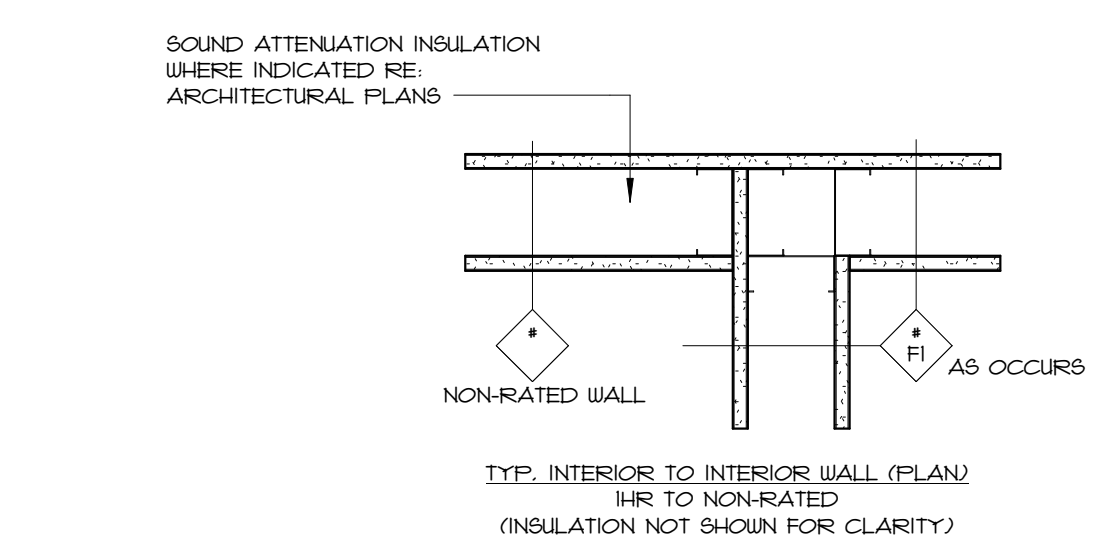 SOUND ATTENUATION INSULATION
WHERE INDICATED RE:
ARCHITECTURAL PLANS
#
#
F1
AS OCCURS
NON-RATED WALL
TYP. INTERIOR TO INTERIOR WALL (PLAN)
1HR TO NON-RATED
(INSULATION NOT SHOWN FOR CLARITY)